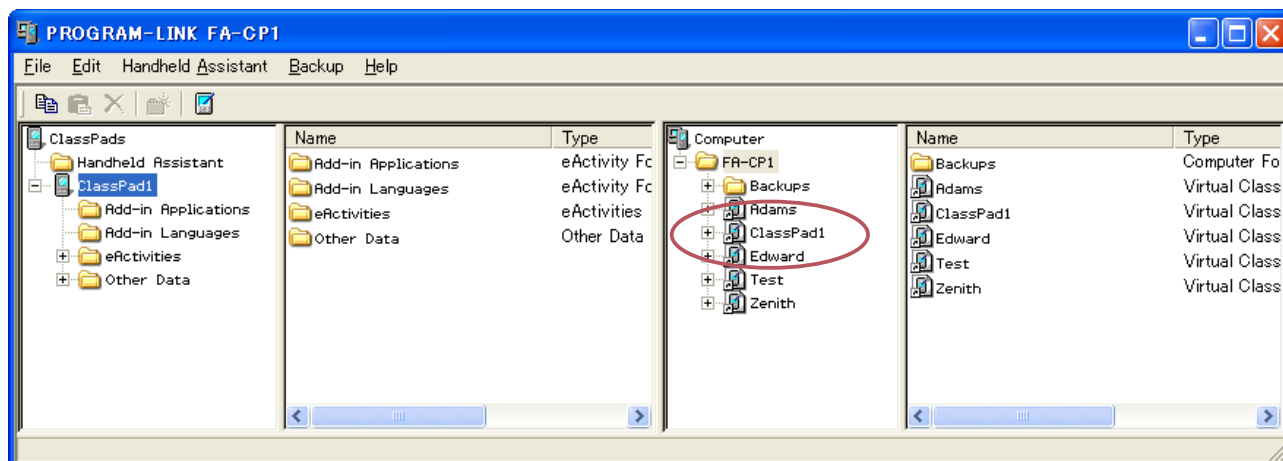 PROGRAM-LINK FA-CP1
File Edit Handheld Assistant Backup Help
ClassPads
Handheld Assistant
ClassPad1
Add-in Applications
Add-in Languages
eActivities
Other Data
Name Type
Add-in Applications eActivity Fo
Add-in Languages eActivity Fo
eActivities eActivities
Other Data Other Data
Computer
FA-CP1
Backups
Adams
ClassPad1
Edward
Test
Zenith
Name Type
Backups Computer Fo
Adams Virtual Class
ClassPad1 Virtual Class
Edward Virtual Class
Test Virtual Class
Zenith Virtual Class